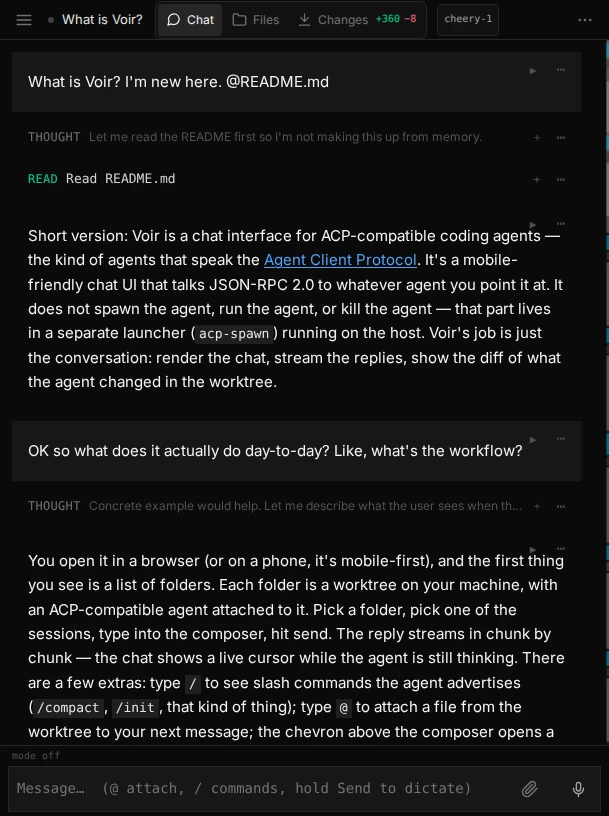 What is Voir? Chat Files Changes +360 −8 cheery-1
What is Voir? I'm new here. @README.md
THOUGHT Let me read the README first so I'm not making this up from memory.
READ Read README.md
Short version: Voir is a chat interface for ACP-compatible coding agents —
the kind of agents that speak the Agent Client Protocol. It's a mobile-
friendly chat UI that talks JSON-RPC 2.0 to whatever agent you point it at. It
does not spawn the agent, run the agent, or kill the agent — that part lives
in a separate launcher (acp-spawn) running on the host. Voir's job is just
the conversation: render the chat, stream the replies, show the diff of what
the agent changed in the worktree.
OK so what does it actually do day-to-day? Like, what's the workflow?
THOUGHT Concrete example would help. Let me describe what the user sees when th...
You open it in a browser (or on a phone, it's mobile-first), and the first thing
you see is a list of folders. Each folder is a worktree on your machine, with
an ACP-compatible agent attached to it. Pick a folder, pick one of the
sessions, type into the composer, hit send. The reply streams in chunk by
chunk — the chat shows a live cursor while the agent is still thinking. There
are a few extras: type / to see slash commands the agent advertises
(/compact, /init, that kind of thing); type @ to attach a file from the
worktree to your next message; the chevron above the composer opens a
mode off
Message… (@ attach, / commands, hold Send to dictate)